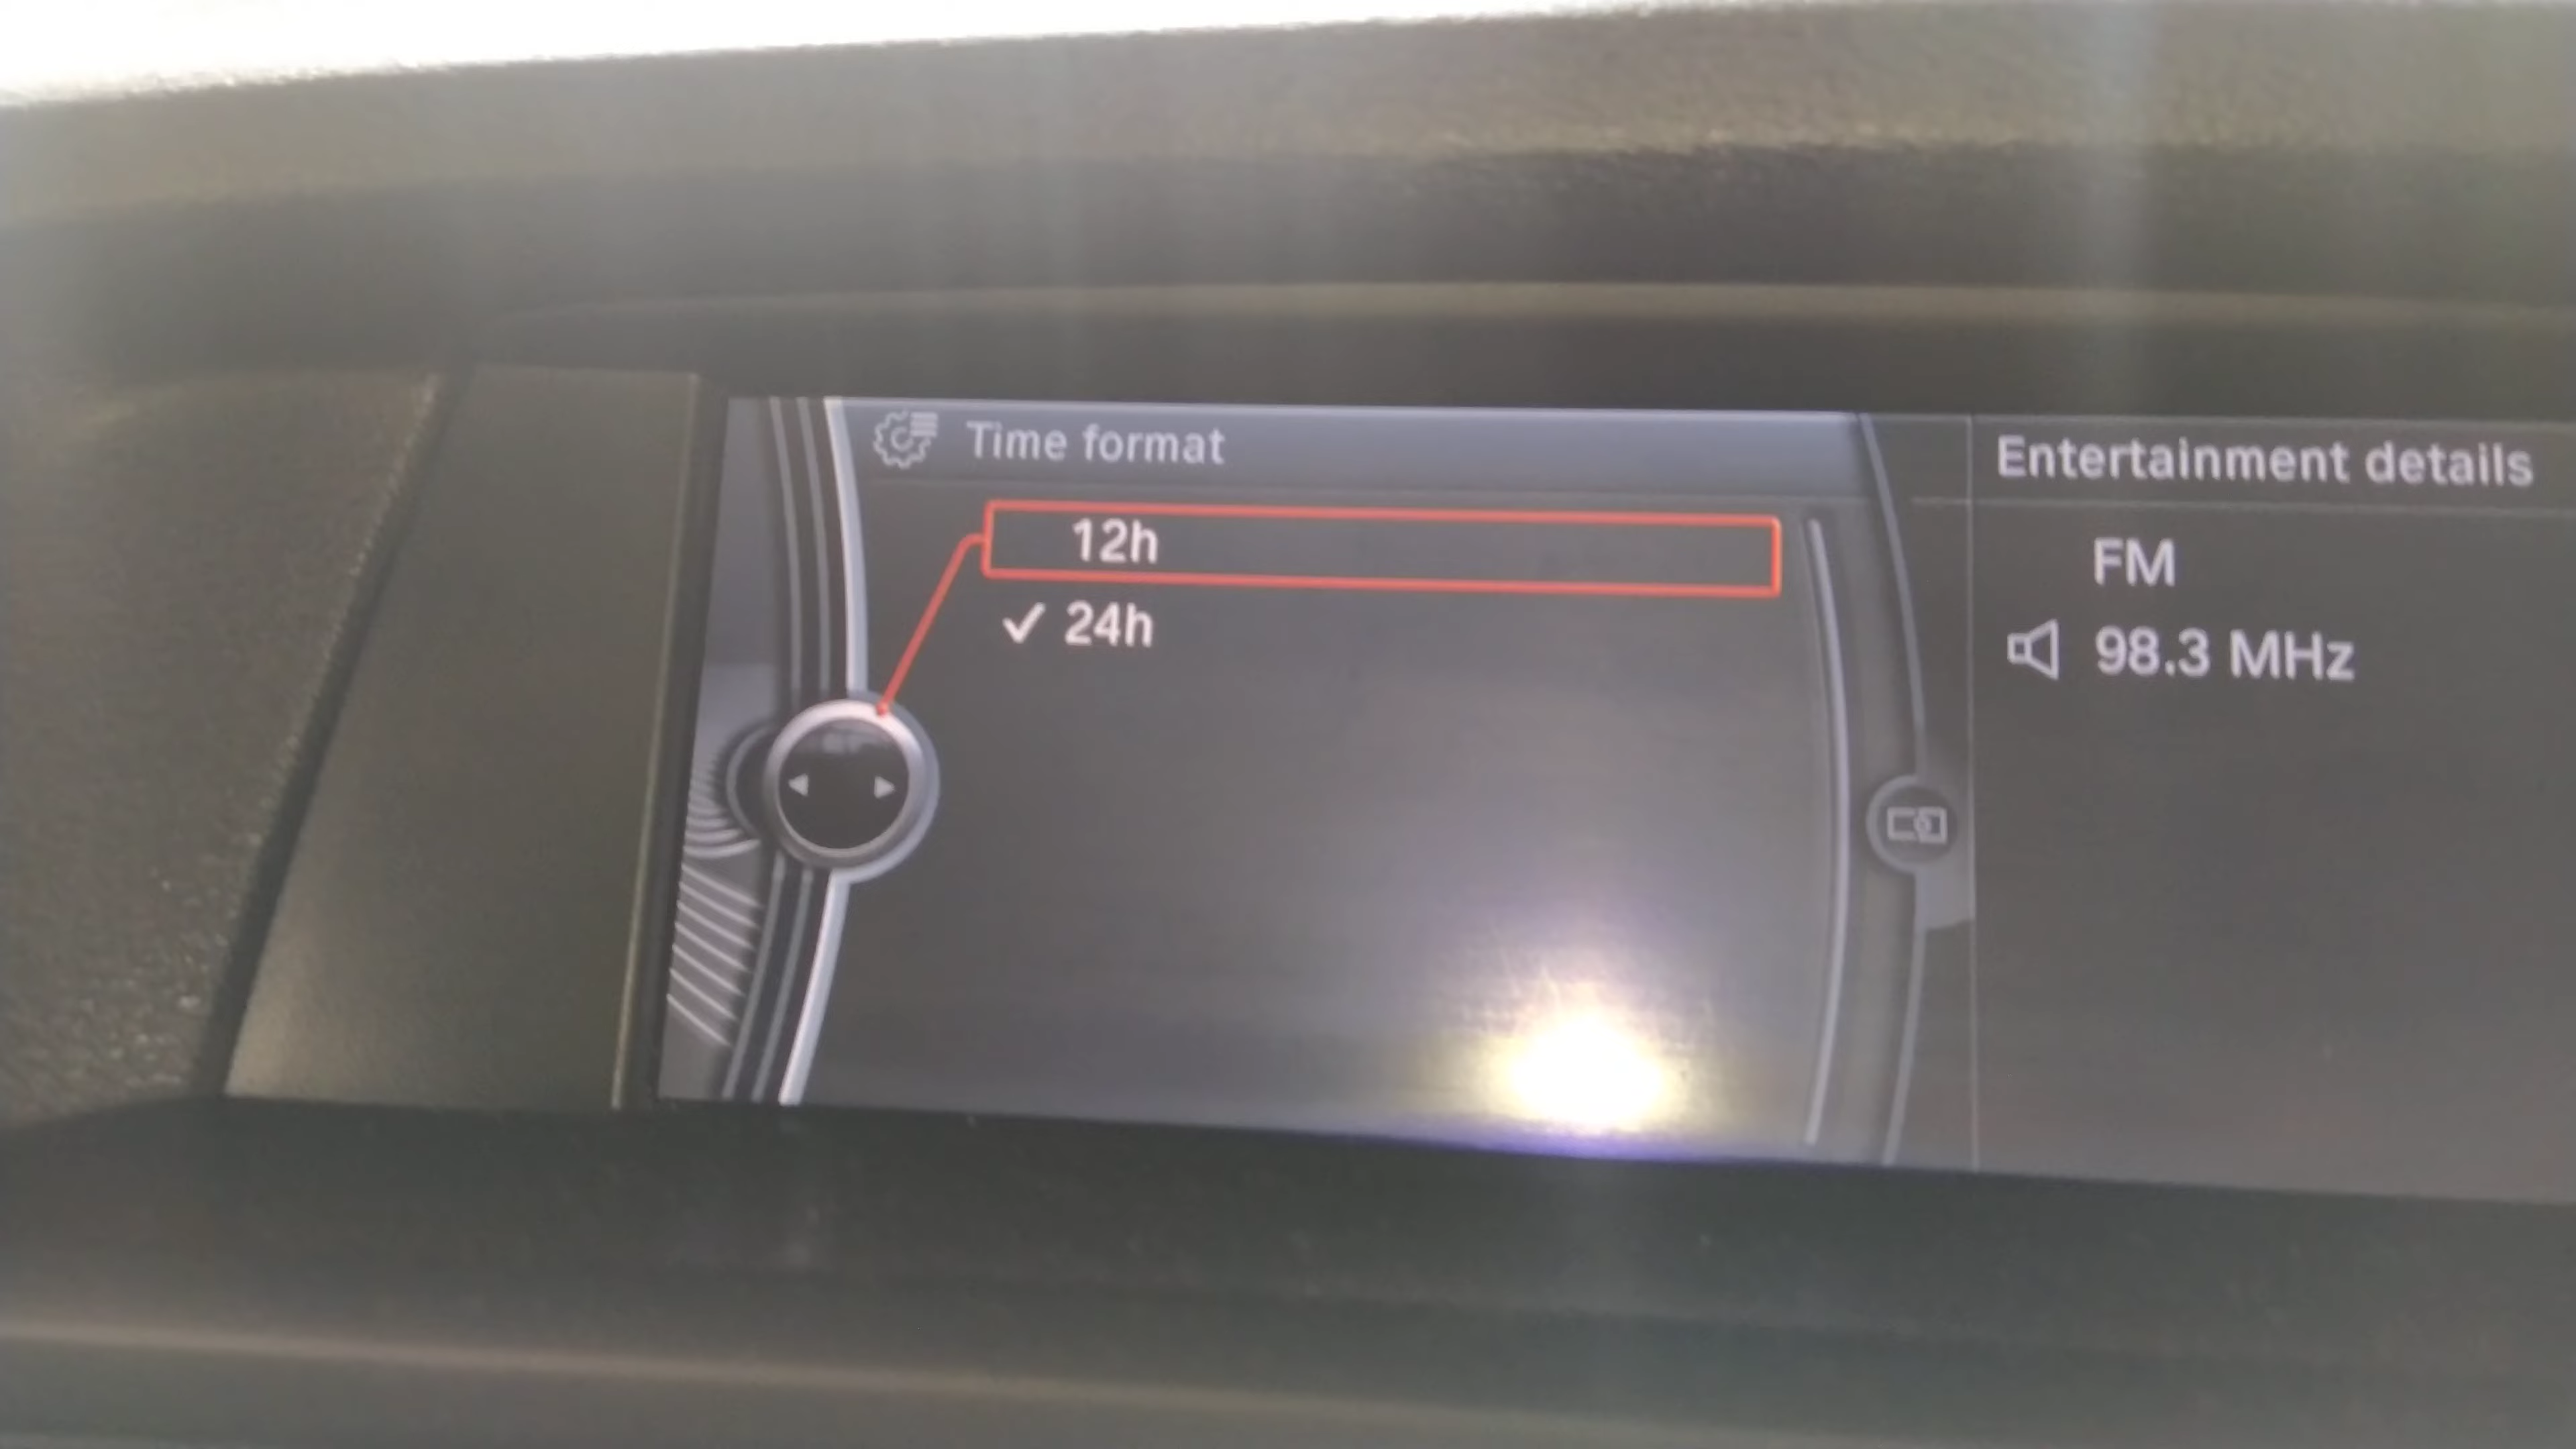 Time format
12h
✓ 24h
Entertainment details
FM
98.3 MHz